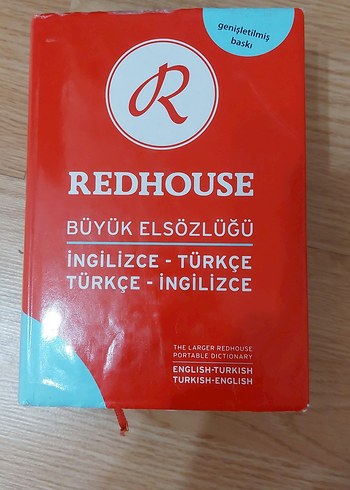 genişletilmiş
baskı
R
REDHOUSE
BÜYÜK ELSÖZLÜĞÜ
İNGİLİZCE - TÜRKÇE
TÜRKÇE - İNGİLİZCE
THE LARGER REDHOUSE
PORTABLE DICTIONARY
ENGLISH-TURKISH
TURKISH-ENGLISH